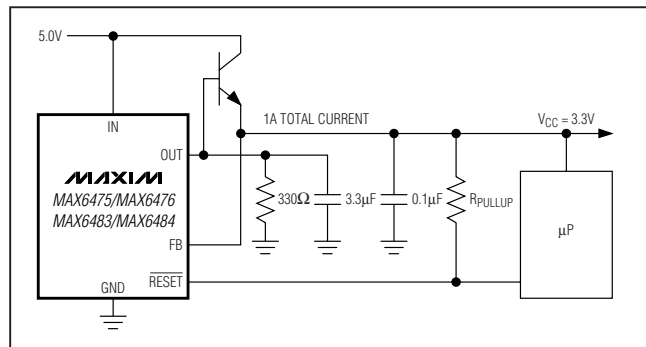 5.0V
IN
1A TOTAL CURRENT
VCC = 3.3V
OUT
MAXIM
MAX6475/MAX6476
MAX6483/MAX6484
330Ω
3.3µF
0.1µF
RPULLUP
µP
FB
GND
RESET